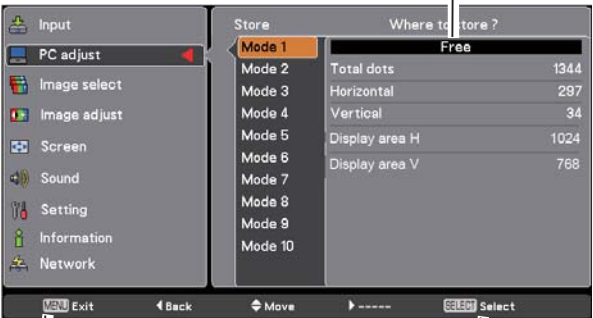 Input
PC adjust
Image select
Image adjust
Screen
Sound
Setting
Information
Network
Store
Where to store ?
Mode 1
Mode 2
Mode 3
Mode 4
Mode 5
Mode 6
Mode 7
Mode 8
Mode 9
Mode 10
Free
Total dots 1344
Horizontal 297
Vertical 34
Display area H 1024
Display area V 768
MENU Exit Back Move ----- SELECT Select